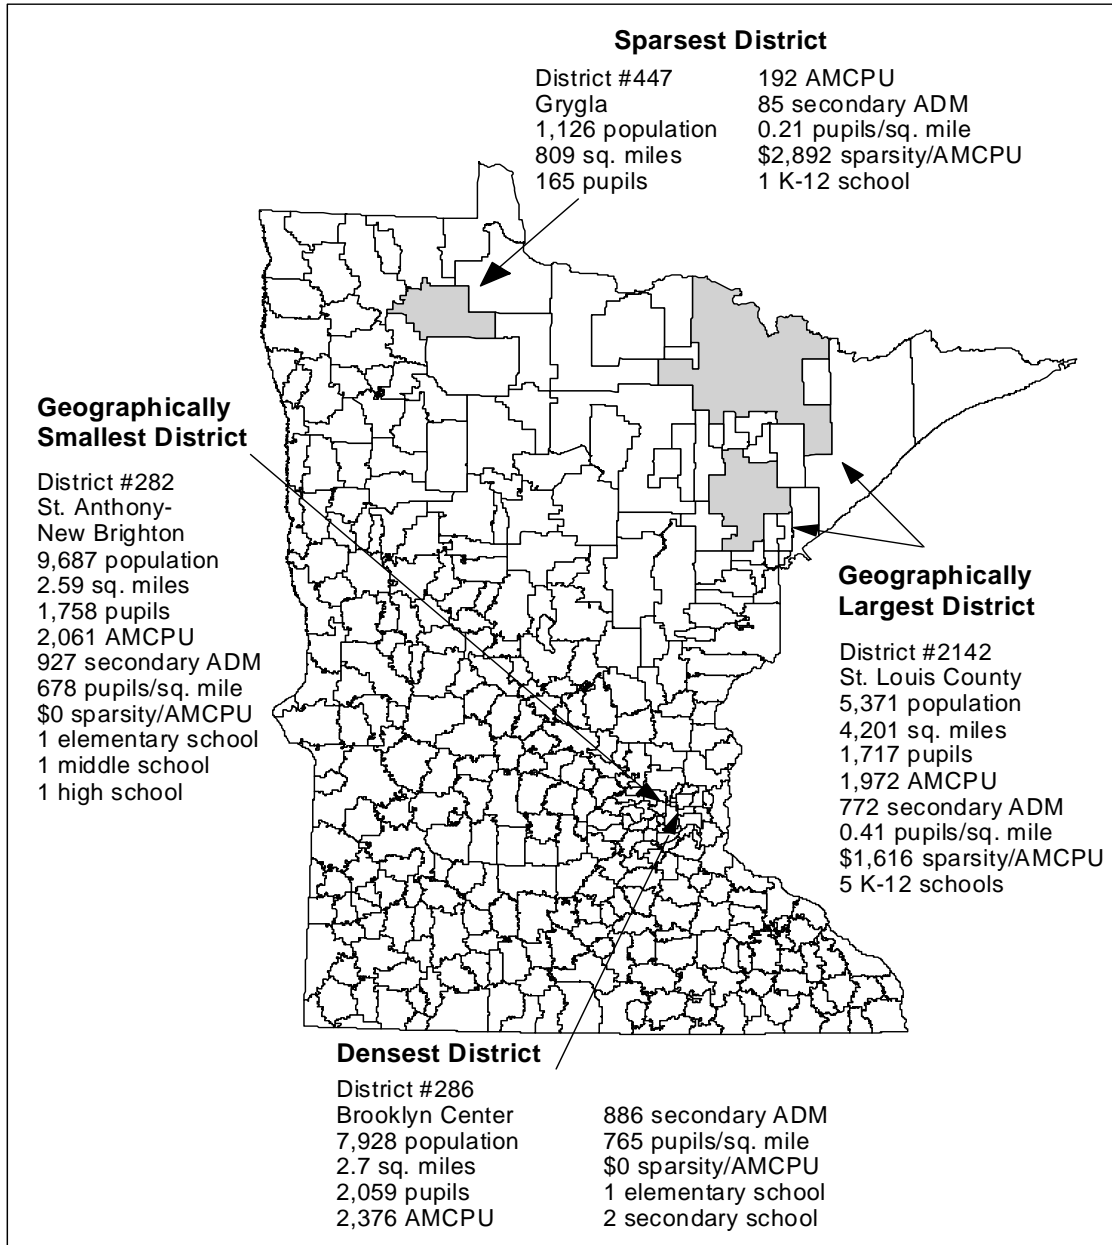 Sparsest District
District #447
Grygla
1,126 population
809 sq. miles
165 pupils
192 AMCPU
85 secondary ADM
0.21 pupils/sq. mile
$2,892 sparsity/AMCPU
1 K-12 school
Geographically
Smallest District
District #282
St. Anthony-
New Brighton
9,687 population
2.59 sq. miles
1,758 pupils
2,061 AMCPU
927 secondary ADM
678 pupils/sq. mile
$0 sparsity/AMCPU
1 elementary school
1 middle school
1 high school
Geographically
Largest District
District #2142
St. Louis County
5,371 population
4,201 sq. miles
1,717 pupils
1,972 AMCPU
772 secondary ADM
0.41 pupils/sq. mile
$1,616 sparsity/AMCPU
5 K-12 schools
Densest District
District #286
Brooklyn Center
7,928 population
2.7 sq. miles
2,059 pupils
2,376 AMCPU
886 secondary ADM
765 pupils/sq. mile
$0 sparsity/AMCPU
1 elementary school
2 secondary school